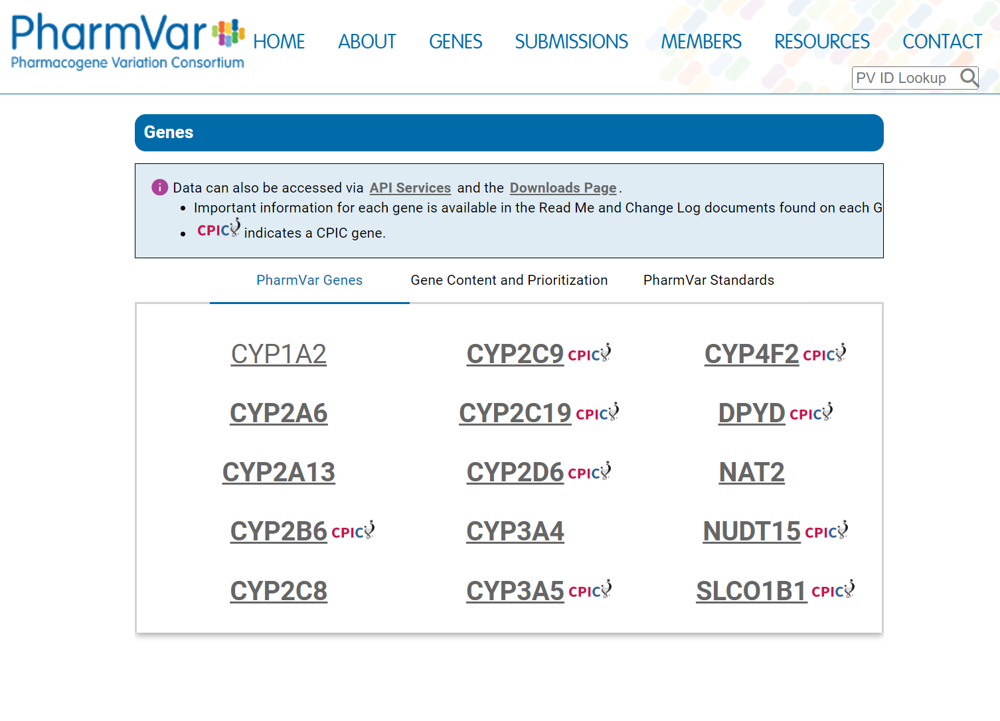 PharmVar
Pharmacogene Variation Consortium
HOME ABOUT GENES SUBMISSIONS MEMBERS RESOURCES CONTACT
PV ID Lookup
Genes
i Data can also be accessed via API Services and the Downloads Page.
• Important information for each gene is available in the Read Me and Change Log documents found on each G
• CPIC indicates a CPIC gene.
PharmVar Genes Gene Content and Prioritization PharmVar Standards
CYP1A2 CYP2C9 CPIC CYP4F2 CPIC
CYP2A6 CYP2C19 CPIC DPYD CPIC
CYP2A13 CYP2D6 CPIC NAT2
CYP2B6 CPIC CYP3A4 NUDT15 CPIC
CYP2C8 CYP3A5 CPIC SLCO1B1 CPIC